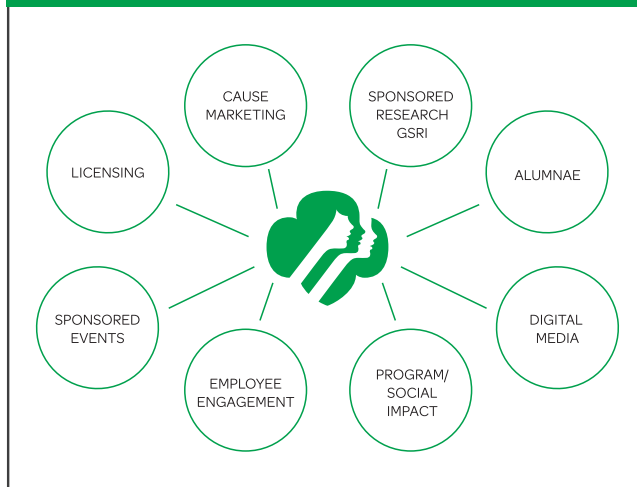 CAUSE
MARKETING
SPONSORED
RESEARCH
GSRI
LICENSING
ALUMNAE
SPONSORED
EVENTS
DIGITAL
MEDIA
EMPLOYEE
ENGAGEMENT
PROGRAM/
SOCIAL
IMPACT